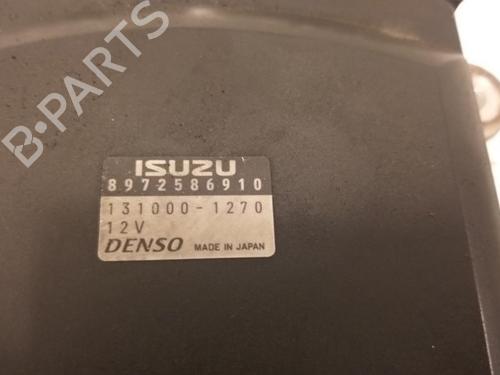 B-PARTS
ISUZU
8972586910
131000-1270
12V
DENSO MADE IN JAPAN